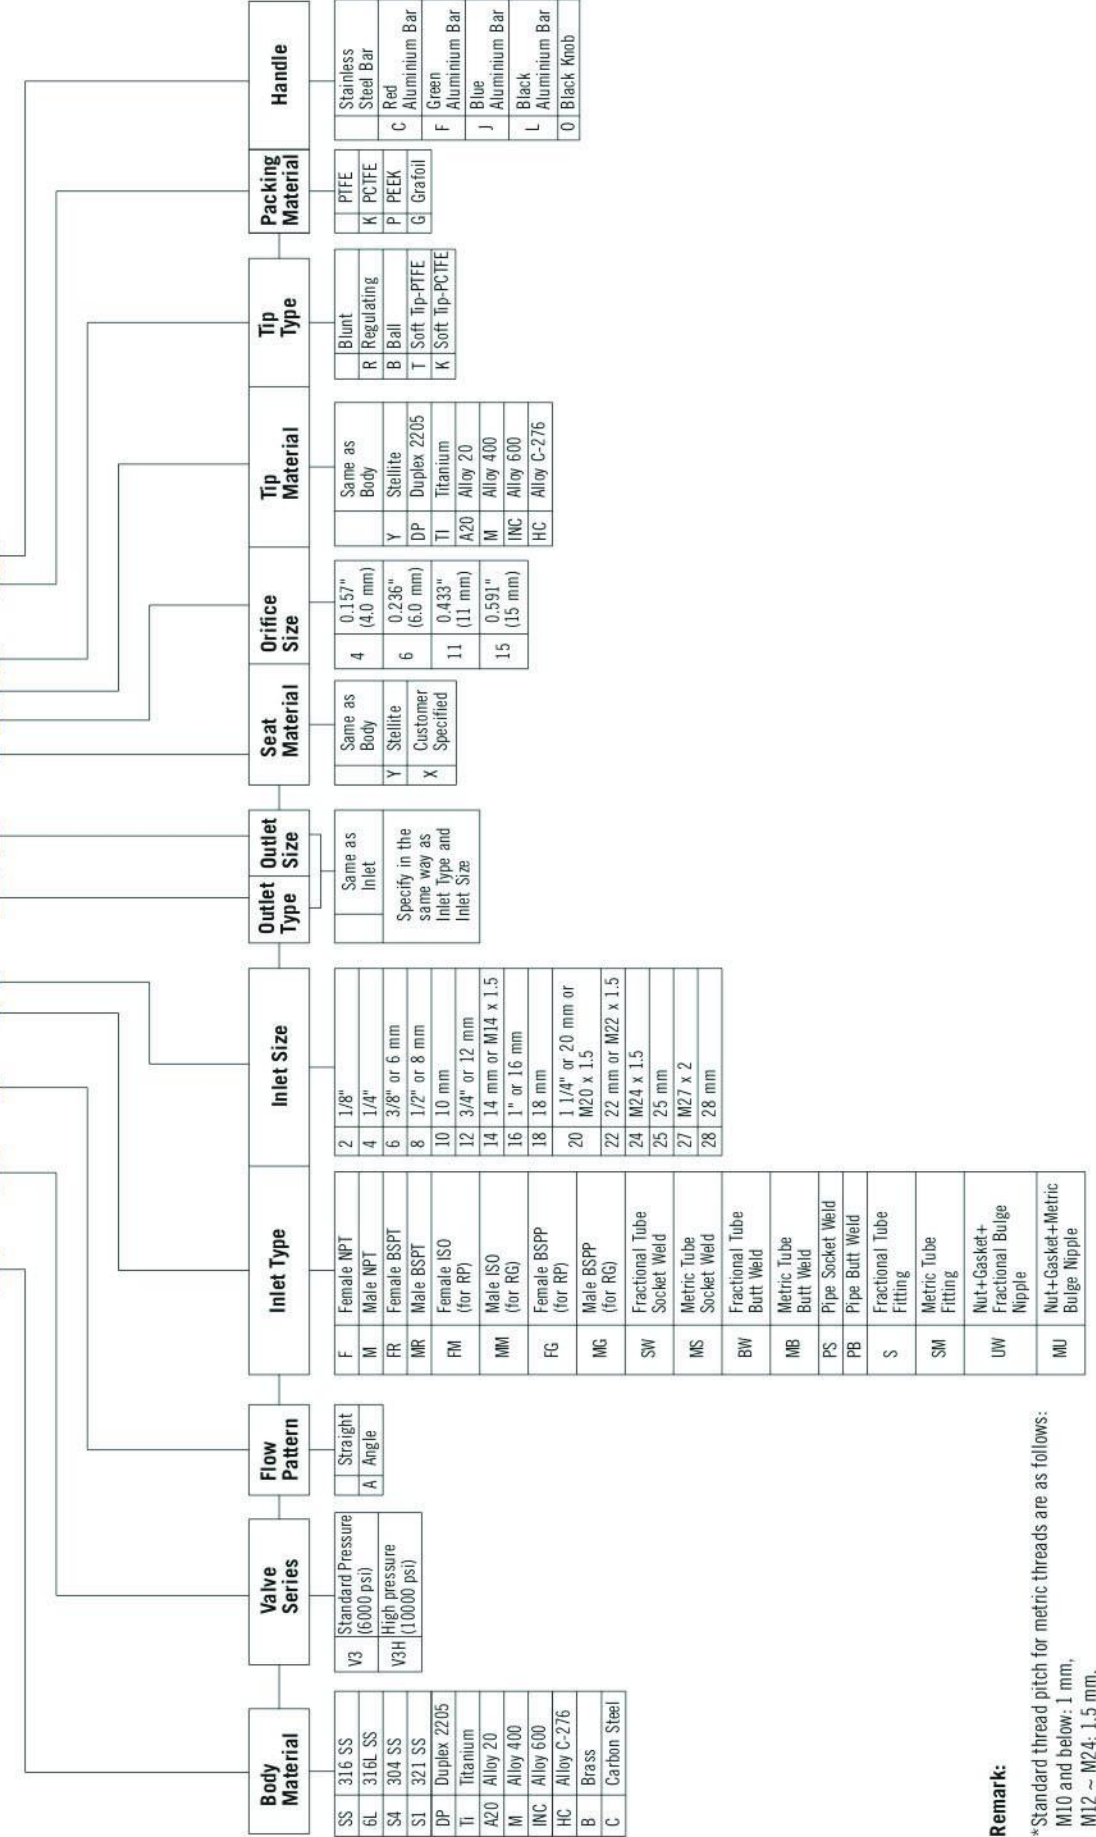 Body
Material
SS 316 SS
6L 316L SS
S4 304 SS
S1 321 SS
DP Duplex 2205
Ti Titanium
A20 Alloy 20
M Alloy 400
INC Alloy 600
HC Alloy C-276
B Brass
C Carbon Steel
Valve
Series
V3 Standard Pressure
(6000 psi)
V3H High pressure
(10000 psi)
Flow
Pattern
Straight
A Angle
Inlet Type
F Female NPT
M Male NPT
FR Female BSPT
MR Male BSPT
FM Female ISO
(for RP)
MM Male ISO
(for RG)
FG Female BSPP
(for RP)
MG Male BSPP
(for RG)
SW Fractional Tube
Socket Weld
MS Metric Tube
Socket Weld
BW Fractional Tube
Butt Weld
MB Metric Tube
Butt Weld
PS Pipe Socket Weld
PB Pipe Butt Weld
S Fractional Tube
Fitting
SM Metric Tube
Fitting
UW Nut+Gasket+
Fractional Bulge
Nipple
MU Nut+Gasket+Metric
Bulge Nipple
Inlet Size
2 1/8"
4 1/4"
6 3/8" or 6 mm
8 1/2" or 8 mm
10 10 mm
12 3/4" or 12 mm
14 14 mm or M14 x 1.5
16 1" or 16 mm
18 18 mm
20 1 1/4" or 20 mm or
M20 x 1.5
22 22 mm or M22 x 1.5
24 M24 x 1.5
25 25 mm
27 M27 x 2
28 28 mm
Outlet
Type
Outlet
Size
Same as
Inlet
Specify in the
same way as
Inlet Type and
Inlet Size
Seat
Material
Same as
Body
Y Stellite
X Customer
Specified
Orifice
Size
4 0.157"
(4.0 mm)
6 0.236"
(6.0 mm)
11 0.433"
(11 mm)
15 0.591"
(15 mm)
Tip
Material
Same as
Body
Y Stellite
DP Duplex 2205
TI Titanium
A20 Alloy 20
M Alloy 400
INC Alloy 600
HC Alloy C-276
Tip
Type
Blunt
R Regulating
B Ball
T Soft Tip-PTFE
K Soft Tip-PCTFE
Packing
Material
PTFE
K PCTFE
P PEEK
G Grafoil
Handle
Stainless
Steel Bar
C Red
Aluminium Bar
F Green
Aluminium Bar
J Blue
Aluminium Bar
L Black
Aluminium Bar
O Black Knob
Remark:
*Standard thread pitch for metric threads are as follows:
M10 and below: 1 mm,
M12 ~ M24: 1.5 mm,